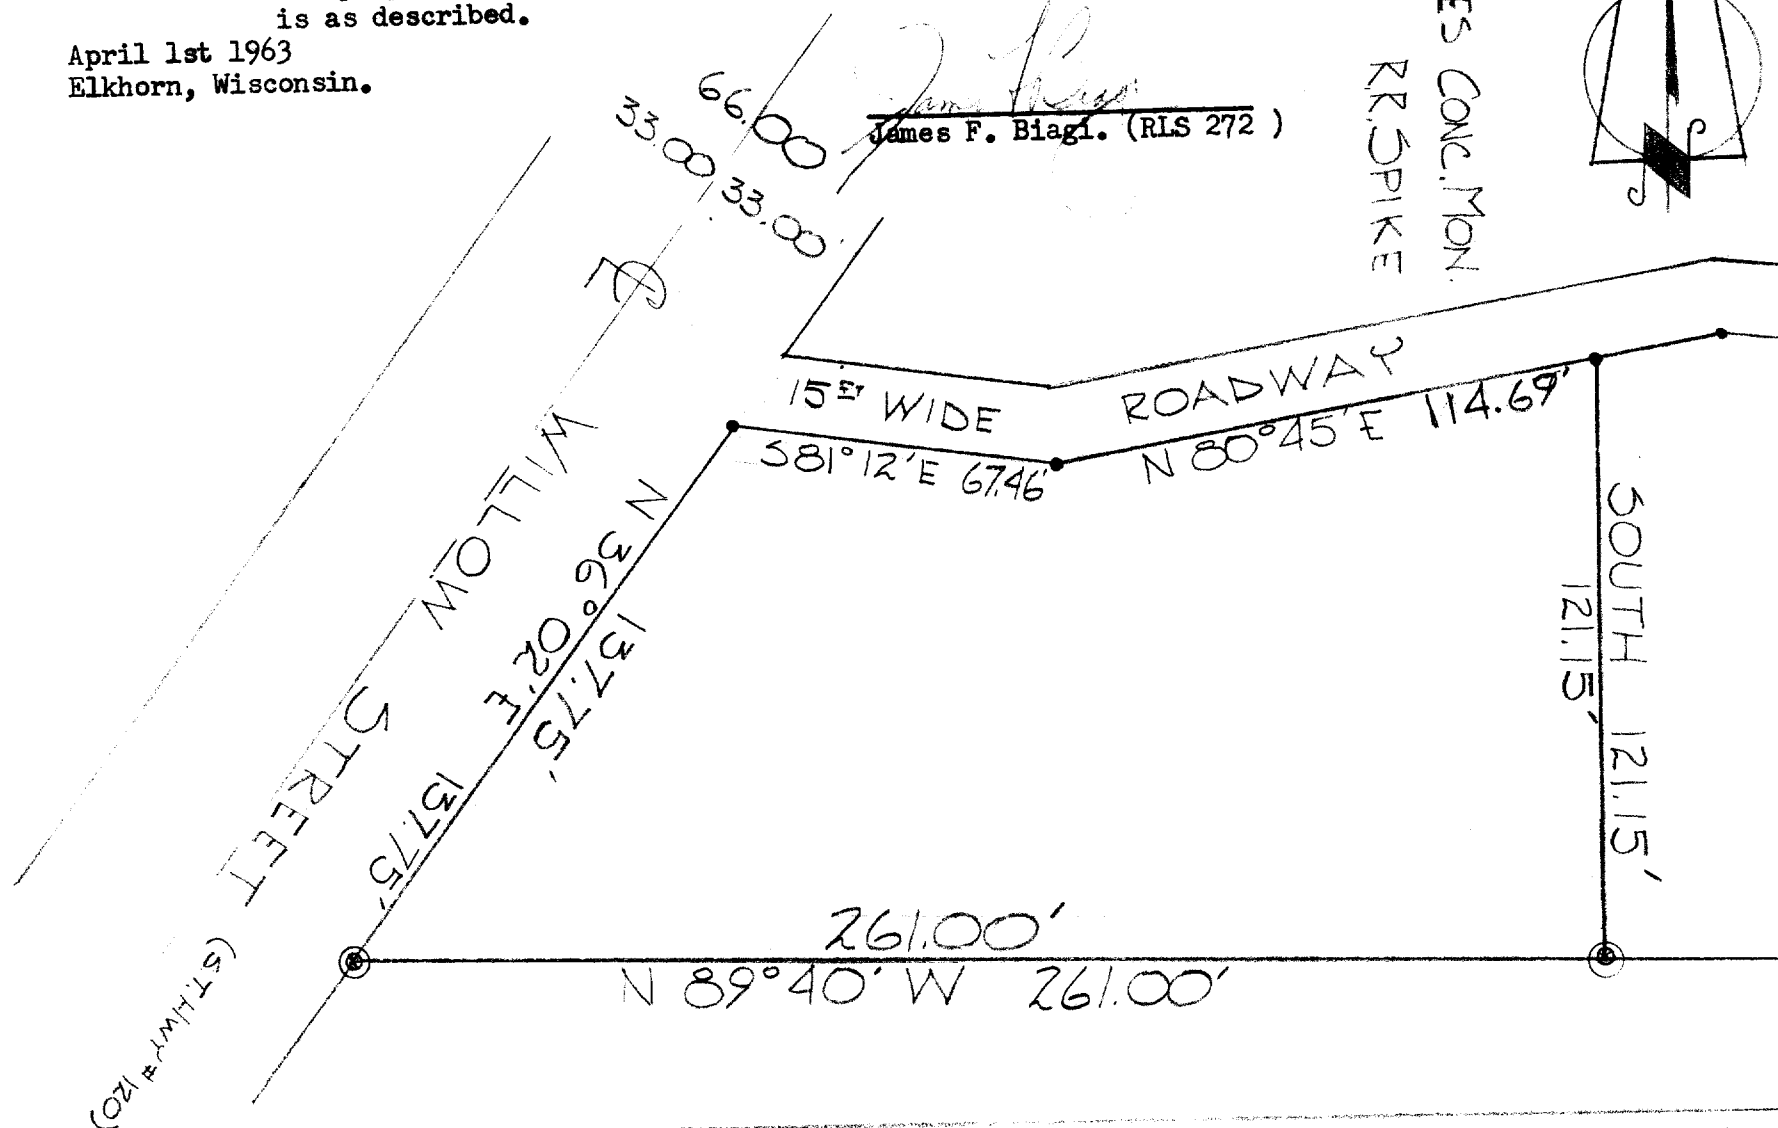 is as described.
April 1st 1963
Elkhorn, Wisconsin.
James F. Biagi. (RLS 272 )
66.00
33.00 33.00
CONC. MON.
R.R. SPIKE
WILLOW STREET
(ST. HWY # 120)
15 FT WIDE ROADWAY
S81°12'E 67.46'
N 80°45'E 114.69'
N 36° 02' E 137.75'
137.75'
SOUTH 121.15'
121.15'
261.00'
N 89°40' W 261.00'